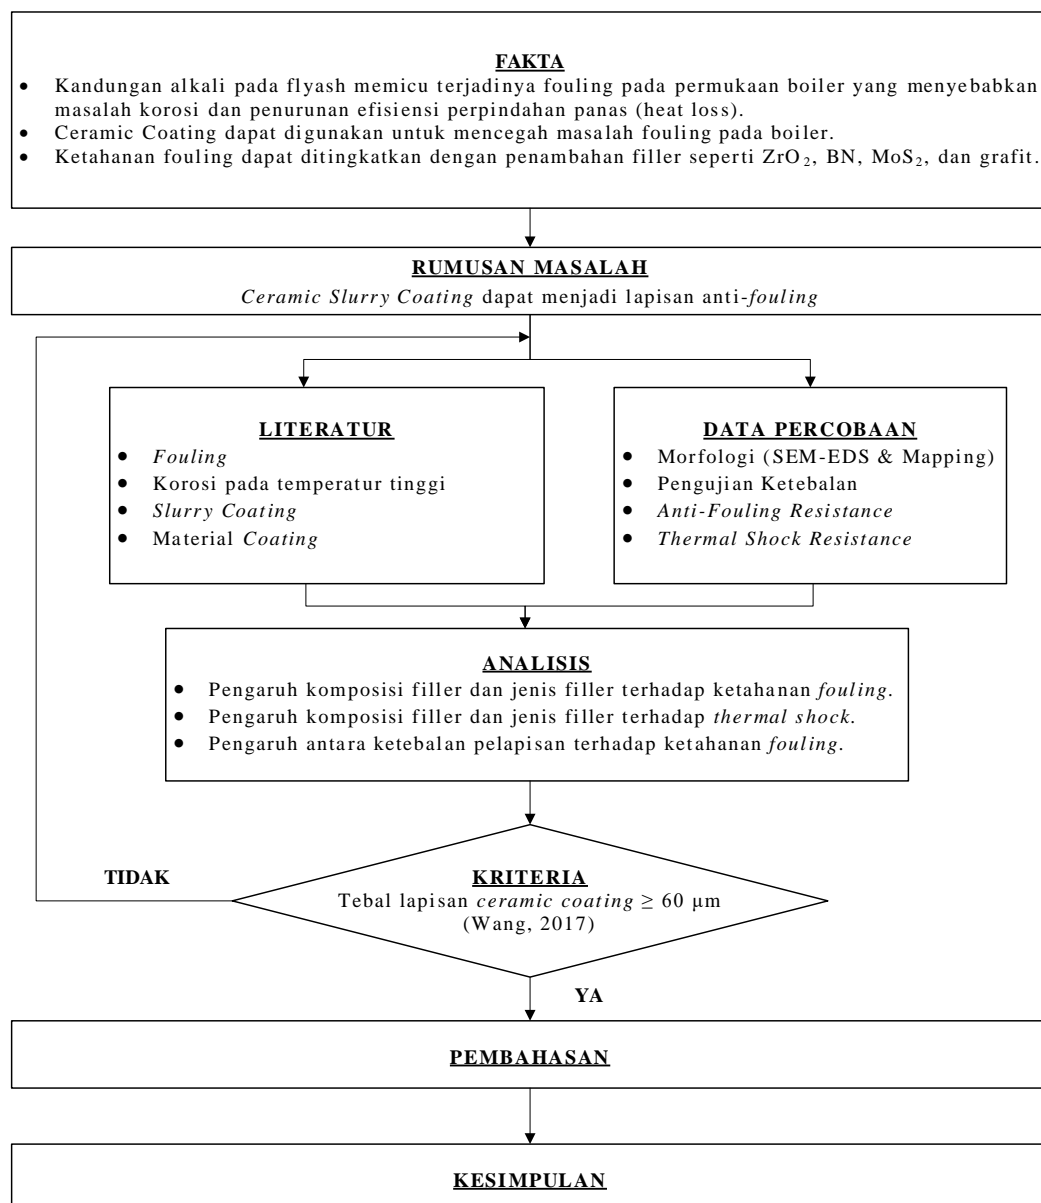 FAKTA
• Kandungan alkali pada flyash memicu terjadinya fouling pada permukaan boiler yang menyebabkan
masalah korosi dan penurunan efisiensi perpindahan panas (heat loss).
• Ceramic Coating dapat digunakan untuk mencegah masalah fouling pada boiler.
• Ketahanan fouling dapat ditingkatkan dengan penambahan filler seperti ZrO₂, BN, MoS₂, dan grafit.
RUMUSAN MASALAH
Ceramic Slurry Coating dapat menjadi lapisan anti-fouling
LITERATUR
• Fouling
• Korosi pada temperatur tinggi
• Slurry Coating
• Material Coating
DATA PERCOBAAN
• Morfologi (SEM-EDS & Mapping)
• Pengujian Ketebalan
• Anti-Fouling Resistance
• Thermal Shock Resistance
ANALISIS
• Pengaruh komposisi filler dan jenis filler terhadap ketahanan fouling.
• Pengaruh komposisi filler dan jenis filler terhadap thermal shock.
• Pengaruh antara ketebalan pelapisan terhadap ketahanan fouling.
TIDAK
KRITERIA
Tebal lapisan ceramic coating ≥ 60 µm
(Wang, 2017)
YA
PEMBAHASAN
KESIMPULAN